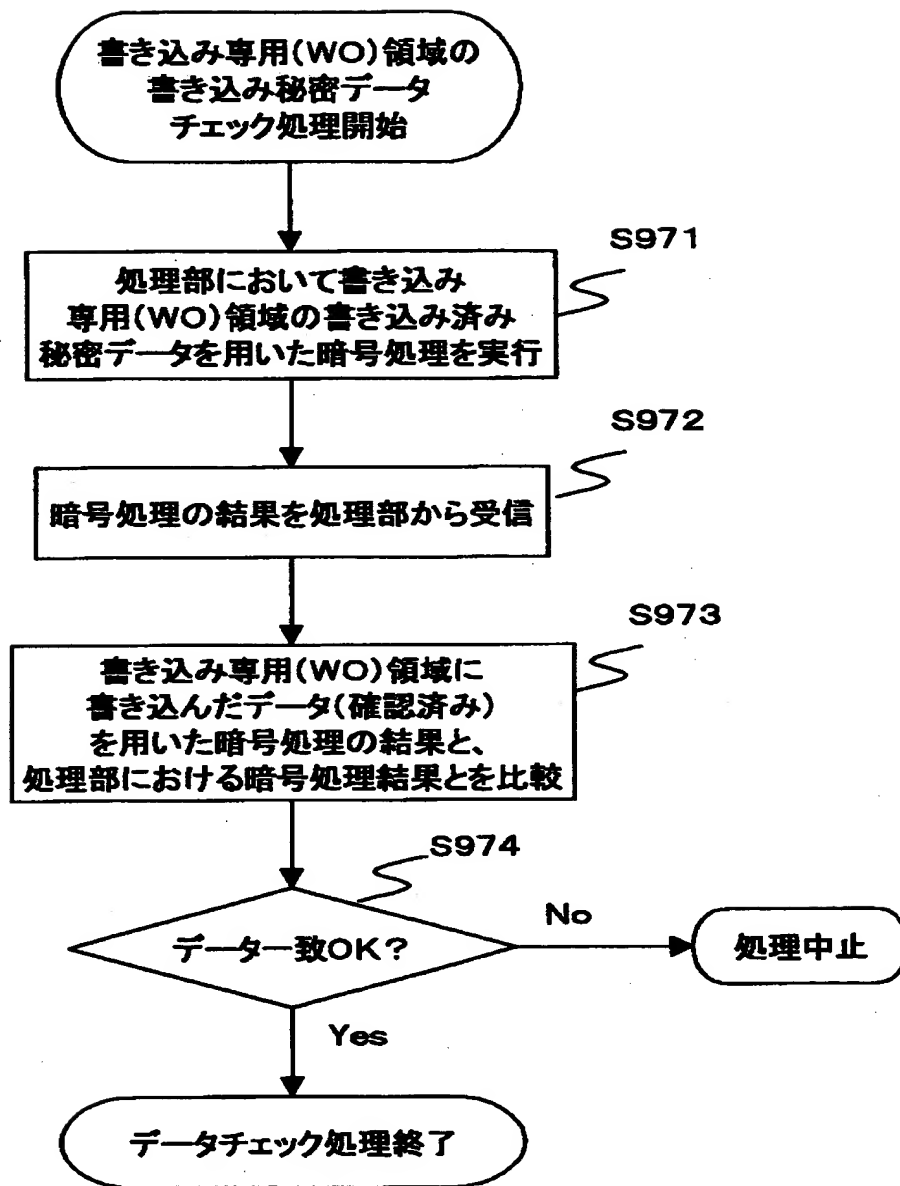 書き込み専用(WO)領域の
書き込み秘密データ
チェック処理開始
S971
処理部において書き込み
専用(WO)領域の書き込み済み
秘密データを用いた暗号処理を実行
S972
暗号処理の結果を処理部から受信
S973
書き込み専用(WO)領域に
書き込んだデータ(確認済み)
を用いた暗号処理の結果と、
処理部における暗号処理結果とを比較
S974
データ一致OK?
No
処理中止
Yes
データチェック処理終了